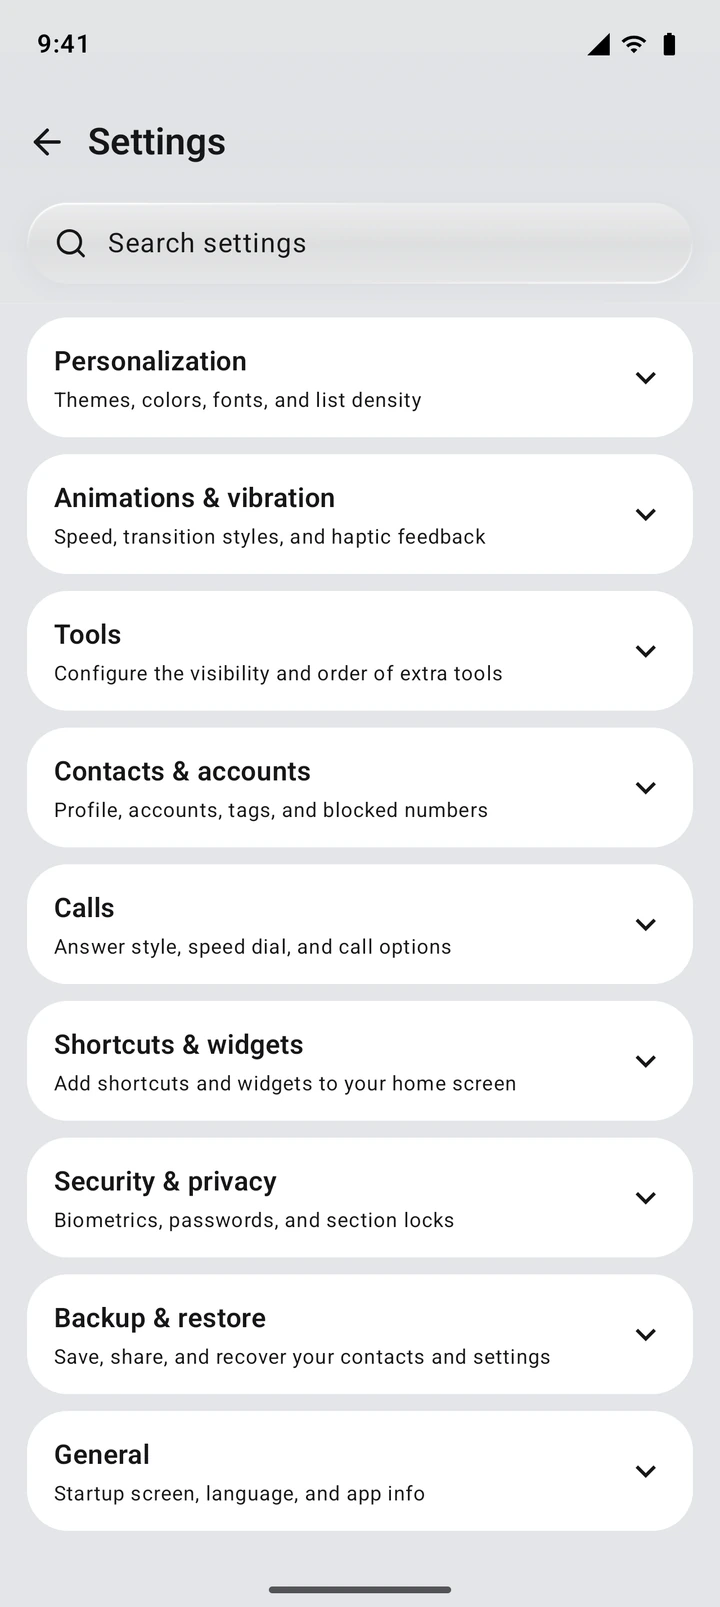 9:41
Settings
Search settings
Personalization
Themes, colors, fonts, and list density
Animations & vibration
Speed, transition styles, and haptic feedback
Tools
Configure the visibility and order of extra tools
Contacts & accounts
Profile, accounts, tags, and blocked numbers
Calls
Answer style, speed dial, and call options
Shortcuts & widgets
Add shortcuts and widgets to your home screen
Security & privacy
Biometrics, passwords, and section locks
Backup & restore
Save, share, and recover your contacts and settings
General
Startup screen, language, and app info